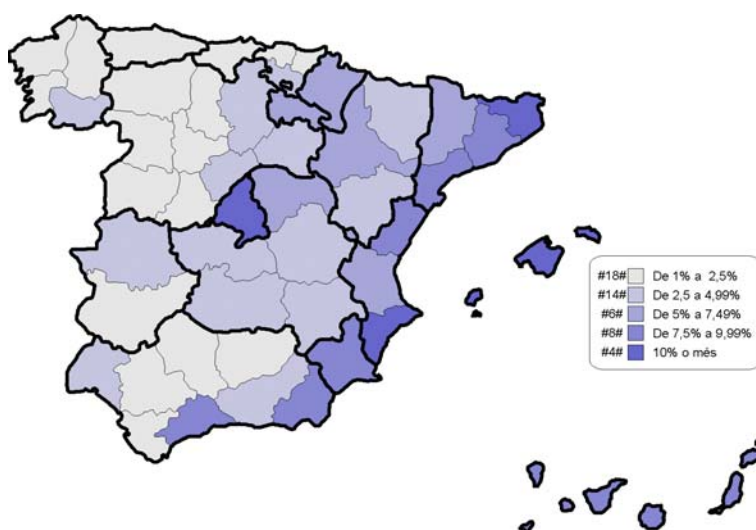 #18# De 1% a 2,5%
#14# De 2,5 a 4,99%
#6# De 5% a 7,49%
#8# De 7,5% a 9,99%
#4# 10% o més